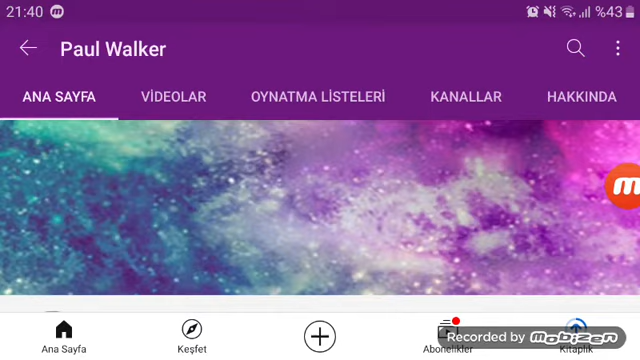 21:40 %43
Paul Walker
ANA SAYFA VİDEOLAR OYNATMA LİSTELERİ KANALLAR HAKKINDA
Ana Sayfa Keşfet Abonelikler Kitaplık
Recorded by Mobizen